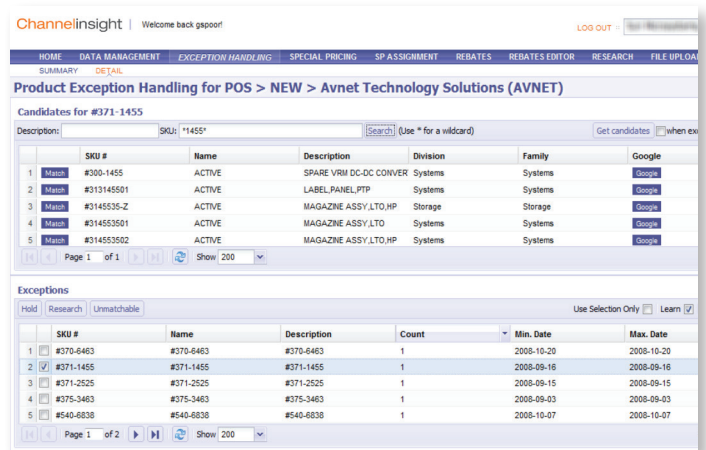 Channelinsight Welcome back gspoor! LOG OUT
HOME DATA MANAGEMENT EXCEPTION HANDLING SPECIAL PRICING SP ASSIGNMENT REBATES REBATES EDITOR RESEARCH FILE UPLOA
SUMMARY DETAIL
Product Exception Handling for POS > NEW > Avnet Technology Solutions (AVNET)
Candidates for #371-1455
Description: SKU: *1455* Search (Use * for a wildcard) Get candidates when exc
SKU # Name Description Division Family Google
1 Match #300-1455 ACTIVE SPARE VRM DC-DC CONVER Systems Systems Google
2 Match #313145501 ACTIVE LABEL,PANEL,PTP Systems Systems Google
3 Match #3145535-Z ACTIVE MAGAZINE ASSY,LTO,HP Storage Storage Google
4 Match #314553501 ACTIVE MAGAZINE ASSY,LTO Systems Systems Google
5 Match #314553502 ACTIVE MAGAZINE ASSY,LTO,HP Systems Systems Google
Page 1 of 1 Show 200
Exceptions
Hold Research Unmatchable Use Selection Only Learn
SKU # Name Description Count Min. Date Max. Date
1 #370-6463 #370-6463 #370-6463 1 2008-10-20 2008-10-20
2 #371-1455 #371-1455 #371-1455 1 2008-09-16 2008-09-16
3 #371-2525 #371-2525 #371-2525 1 2008-09-15 2008-09-15
4 #375-3463 #375-3463 #375-3463 1 2008-09-03 2008-09-03
5 #540-6838 #540-6838 #540-6838 1 2008-10-07 2008-10-07
Page 1 of 2 Show 200